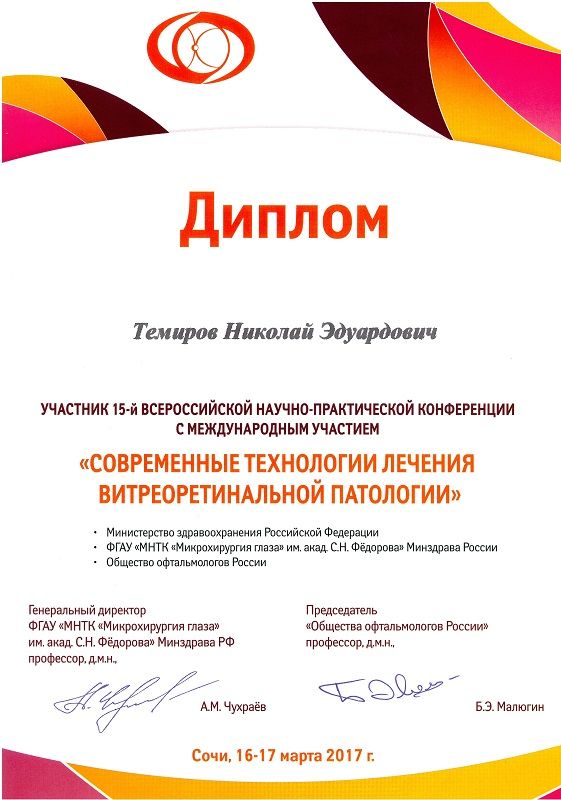 Диплом
Темиров Николай Эдуардович
УЧАСТНИК 15-й ВСЕРОССИЙСКОЙ НАУЧНО-ПРАКТИЧЕСКОЙ КОНФЕРЕНЦИИ
С МЕЖДУНАРОДНЫМ УЧАСТИЕМ
«СОВРЕМЕННЫЕ ТЕХНОЛОГИИ ЛЕЧЕНИЯ
ВИТРЕОРЕТИНАЛЬНОЙ ПАТОЛОГИИ»
• Министерство здравоохранения Российской Федерации
• ФГАУ «МНТК «Микрохирургия глаза» им. акад. С.Н. Фёдорова» Минздрава России
• Общество офтальмологов России
Генеральный директор
ФГАУ «МНТК «Микрохирургия глаза»
им. акад. С.Н. Фёдорова» Минздрава РФ
профессор, д.м.н.,
А.М. Чухраёв
Председатель
«Общества офтальмологов России»
профессор, д.м.н.,
Б.Э. Малюгин
Сочи, 16-17 марта 2017 г.